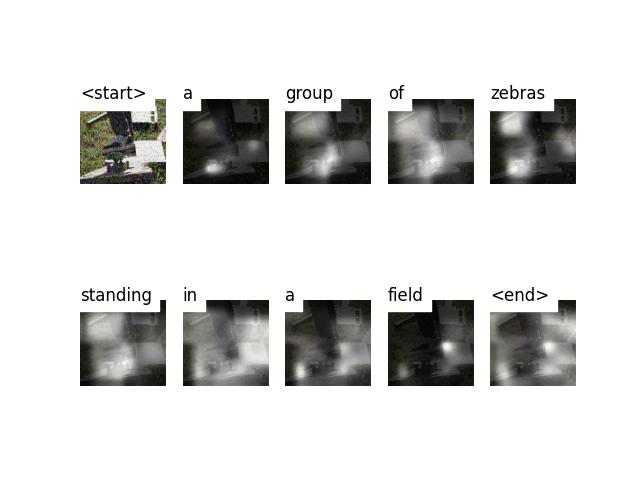 <start> a group of zebras
standing in a field <end>